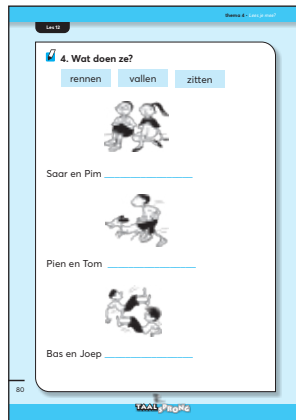 thema 4 - Lees je mee?
Les 12
4. Wat doen ze?
rennen vallen zitten
Saar en Pim
Pien en Tom
Bas en Joep
80
TAALSPRONG